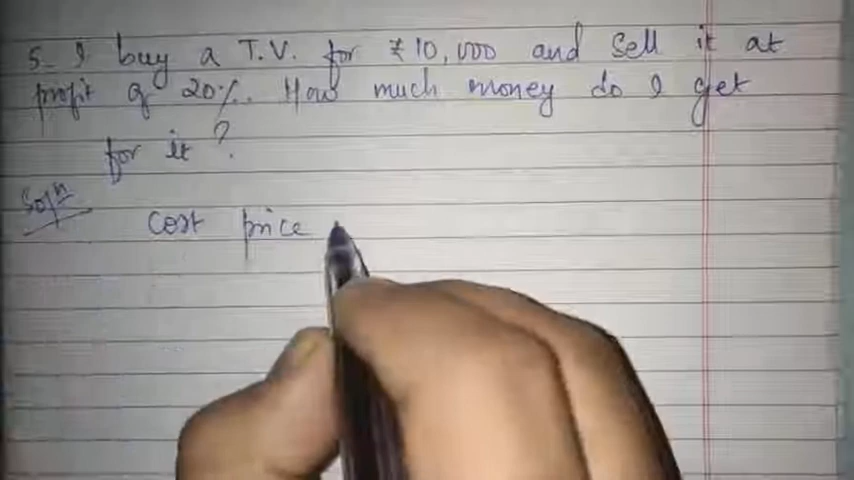 5. I buy a T.V. for ₹10,000 and sell it at
profit of 20%. How much money do I get
for it?
Solⁿ
Cost price